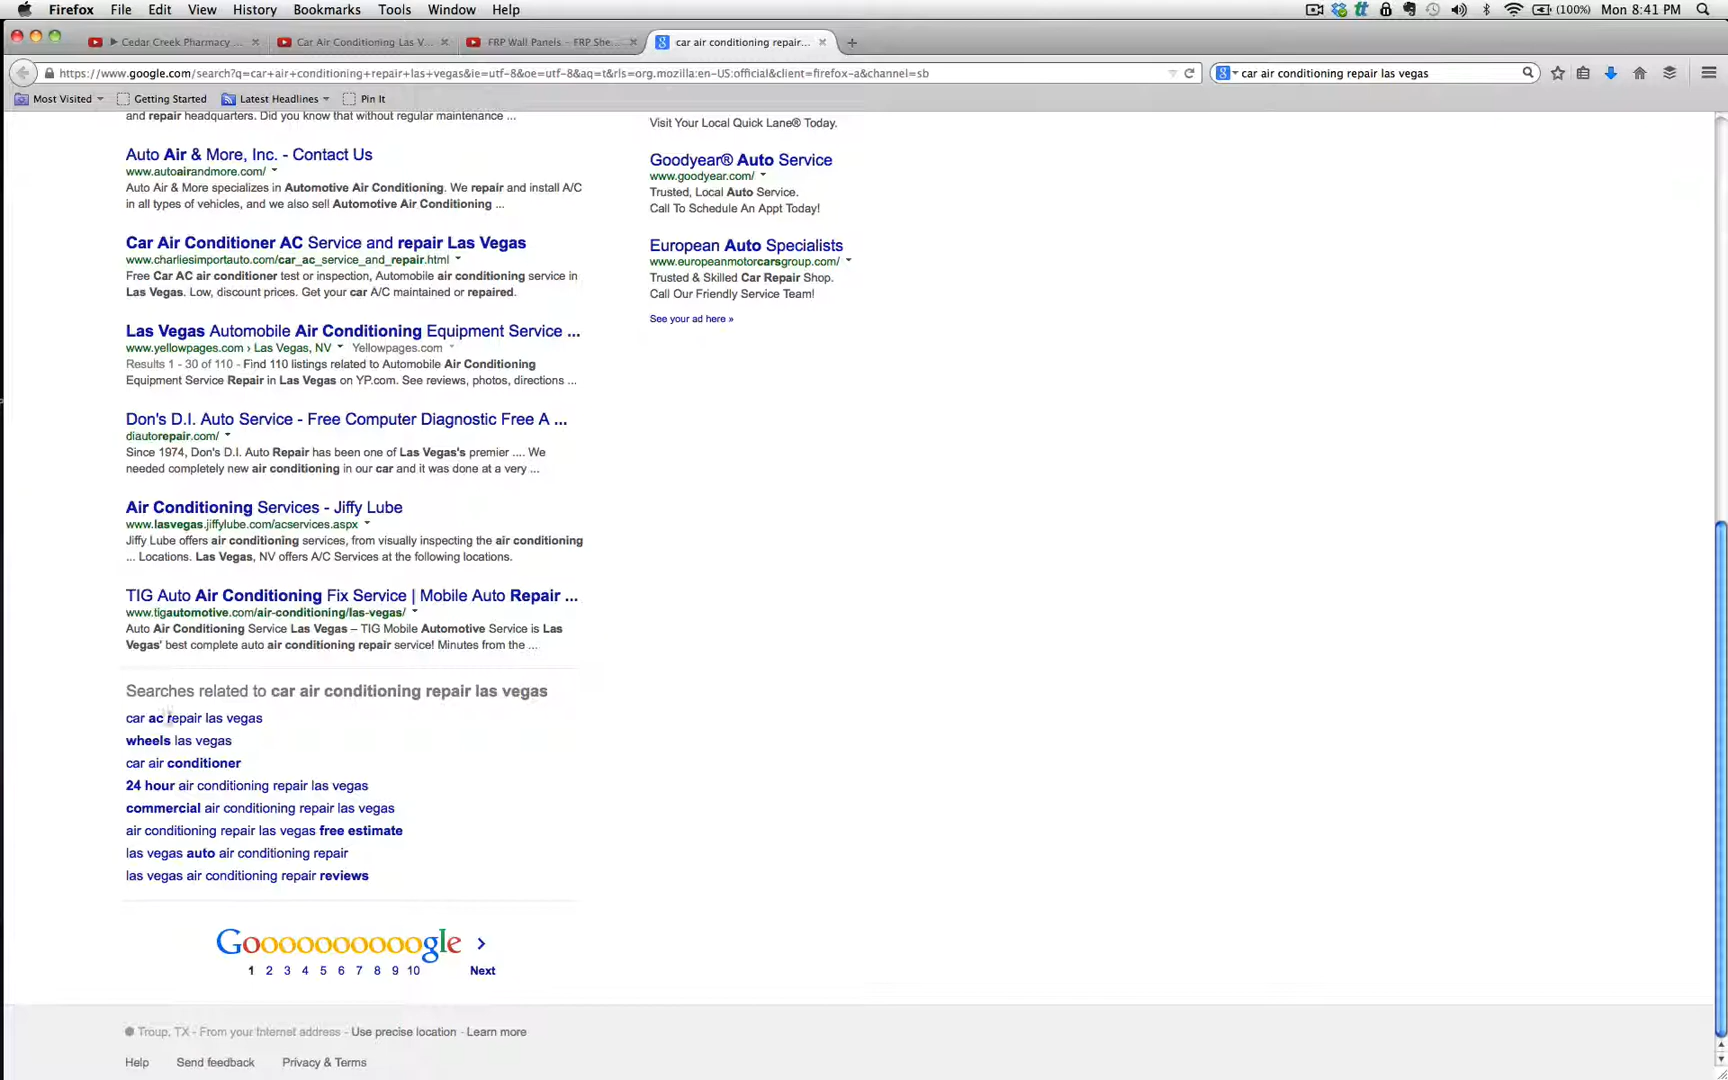 Firefox File Edit View History Bookmarks Tools Window Help (100%) Mon 8:41 PM
Cedar Creek Pharmacy ... Car Air Conditioning Las V... FRP Wall Panels – FRP She... car air conditioning repair...
https://www.google.com/search?q=car+air+conditioning+repair+las+vegas&ie=utf-8&oe=utf-8&aq=t&rls=org.mozilla:en-US:official&client=firefox-a&channel=sb car air conditioning repair las vegas
Most Visited Getting Started Latest Headlines Pin It
and repair headquarters. Did you know that without regular maintenance ...
Auto Air & More, Inc. - Contact Us
www.autoairandmore.com/
Auto Air & More specializes in Automotive Air Conditioning. We repair and install A/C
in all types of vehicles, and we also sell Automotive Air Conditioning ...
Car Air Conditioner AC Service and repair Las Vegas
www.charliesimportauto.com/car_ac_service_and_repair.html
Free Car AC air conditioner test or inspection, Automobile air conditioning service in
Las Vegas. Low, discount prices. Get your car A/C maintained or repaired.
Las Vegas Automobile Air Conditioning Equipment Service ...
www.yellowpages.com › Las Vegas, NV Yellowpages.com
Results 1 - 30 of 110 - Find 110 listings related to Automobile Air Conditioning
Equipment Service Repair in Las Vegas on YP.com. See reviews, photos, directions ...
Don's D.I. Auto Service - Free Computer Diagnostic Free A ...
diautorepair.com/
Since 1974, Don's D.I. Auto Repair has been one of Las Vegas's premier .... We
needed completely new air conditioning in our car and it was done at a very ...
Air Conditioning Services - Jiffy Lube
www.lasvegas.jiffylube.com/acservices.aspx
Jiffy Lube offers air conditioning services, from visually inspecting the air conditioning
... Locations. Las Vegas, NV offers A/C Services at the following locations.
TIG Auto Air Conditioning Fix Service | Mobile Auto Repair ...
www.tigautomotive.com/air-conditioning/las-vegas/
Auto Air Conditioning Service Las Vegas – TIG Mobile Automotive Service is Las
Vegas' best complete auto air conditioning repair service! Minutes from the ...
Visit Your Local Quick Lane® Today.
Goodyear® Auto Service
www.goodyear.com/
Trusted, Local Auto Service.
Call To Schedule An Appt Today!
European Auto Specialists
www.europeanmotorcarsgroup.com/
Trusted & Skilled Car Repair Shop.
Call Our Friendly Service Team!
See your ad here »
Searches related to car air conditioning repair las vegas
car ac repair las vegas
wheels las vegas
car air conditioner
24 hour air conditioning repair las vegas
commercial air conditioning repair las vegas
air conditioning repair las vegas free estimate
las vegas auto air conditioning repair
las vegas air conditioning repair reviews
Goooooooooogle
1 2 3 4 5 6 7 8 9 10 Next
Troup, TX - From your Internet address - Use precise location - Learn more
Help Send feedback Privacy & Terms